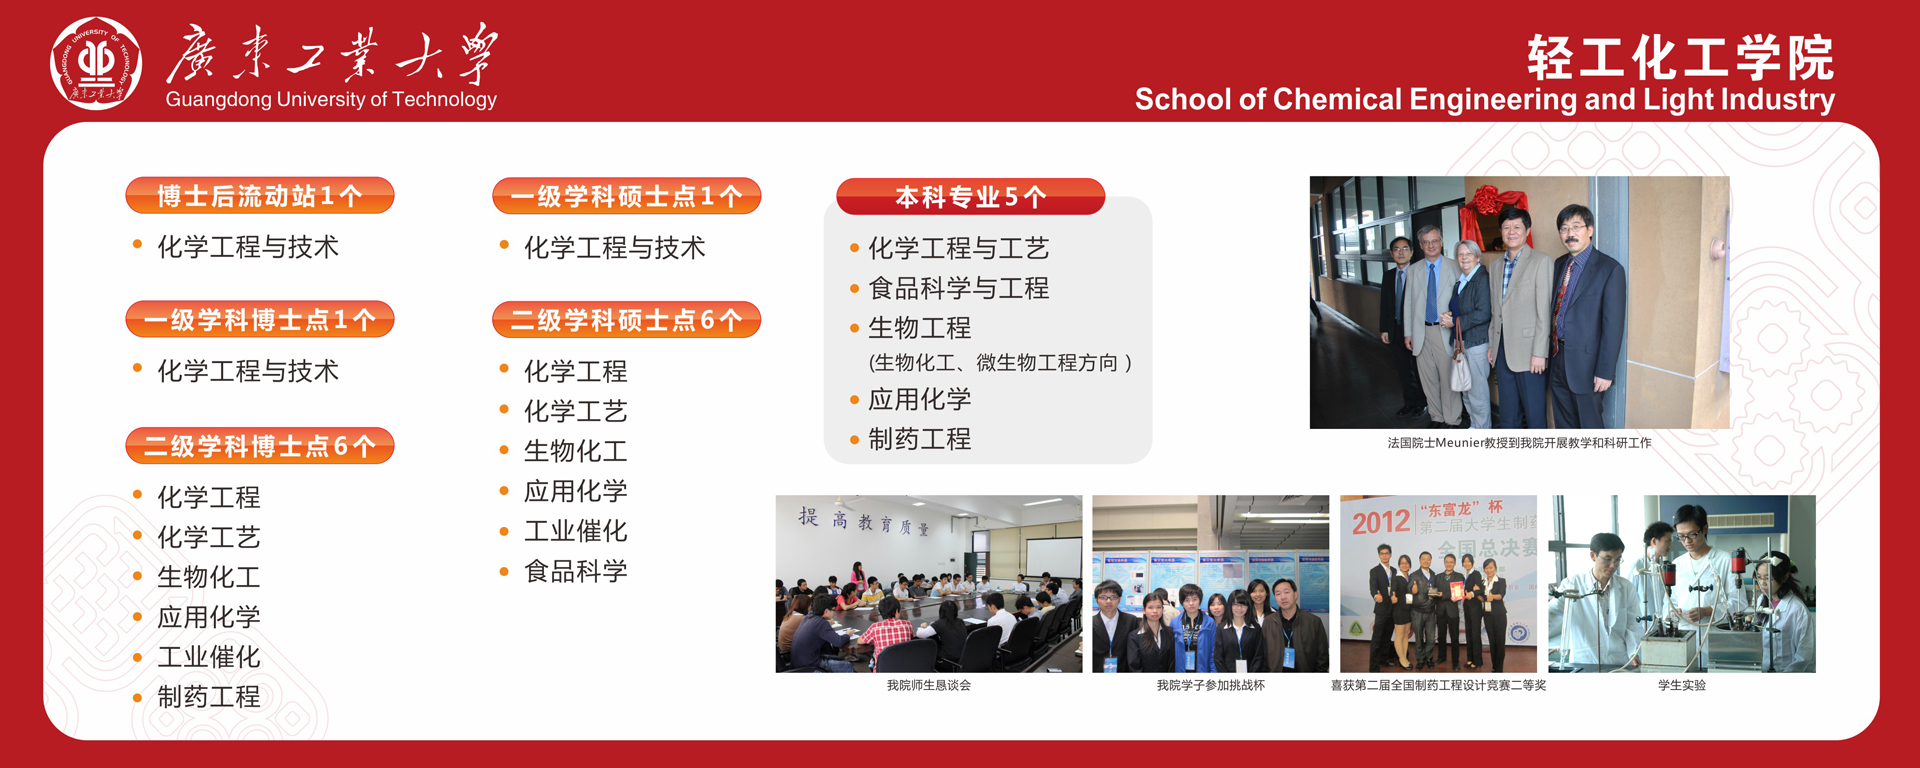 廣東工業大學
Guangdong University of Technology
GUANGDONG UNIVERSITY OF TECHNOLOGY
廣東工業大學
轻工化工学院
School of Chemical Engineering and Light Industry
博士后流动站1个
化学工程与技术
一级学科博士点1个
化学工程与技术
二级学科博士点6个
化学工程
化学工艺
生物化工
应用化学
工业催化
制药工程
一级学科硕士点1个
化学工程与技术
二级学科硕士点6个
化学工程
化学工艺
生物化工
应用化学
工业催化
食品科学
本科专业5个
化学工程与工艺
食品科学与工程
生物工程
(生物化工、微生物工程方向 )
应用化学
制药工程
法国院士Meunier教授到我院开展教学和科研工作
提高教育质量
我院师生恳谈会
我院学子参加挑战杯
2012 “东富龙”杯
第二届大学生制药
全国总决赛
喜获第二届全国制药工程设计竞赛二等奖
学生实验